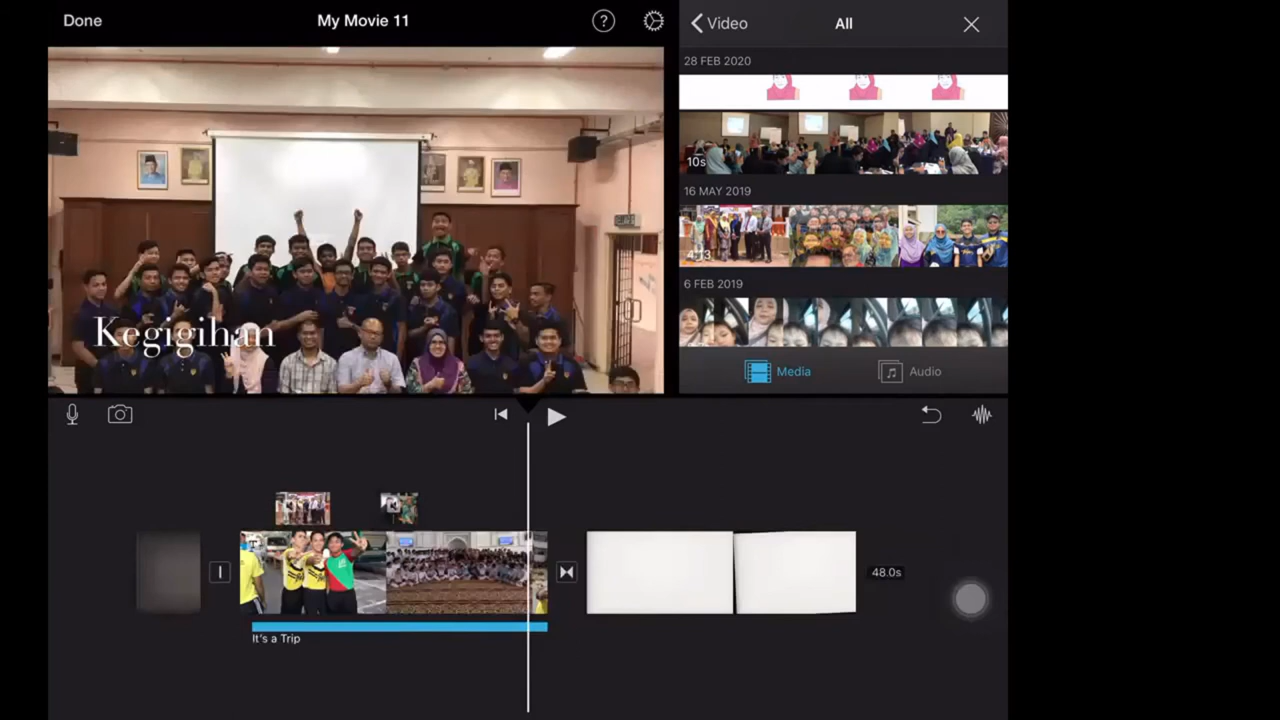 Done
My Movie 11
?
Video
All
28 FEB 2020
10s
16 MAY 2019
4:13
6 FEB 2019
Kegigihan
Media
Audio
48.0s
It's a Trip